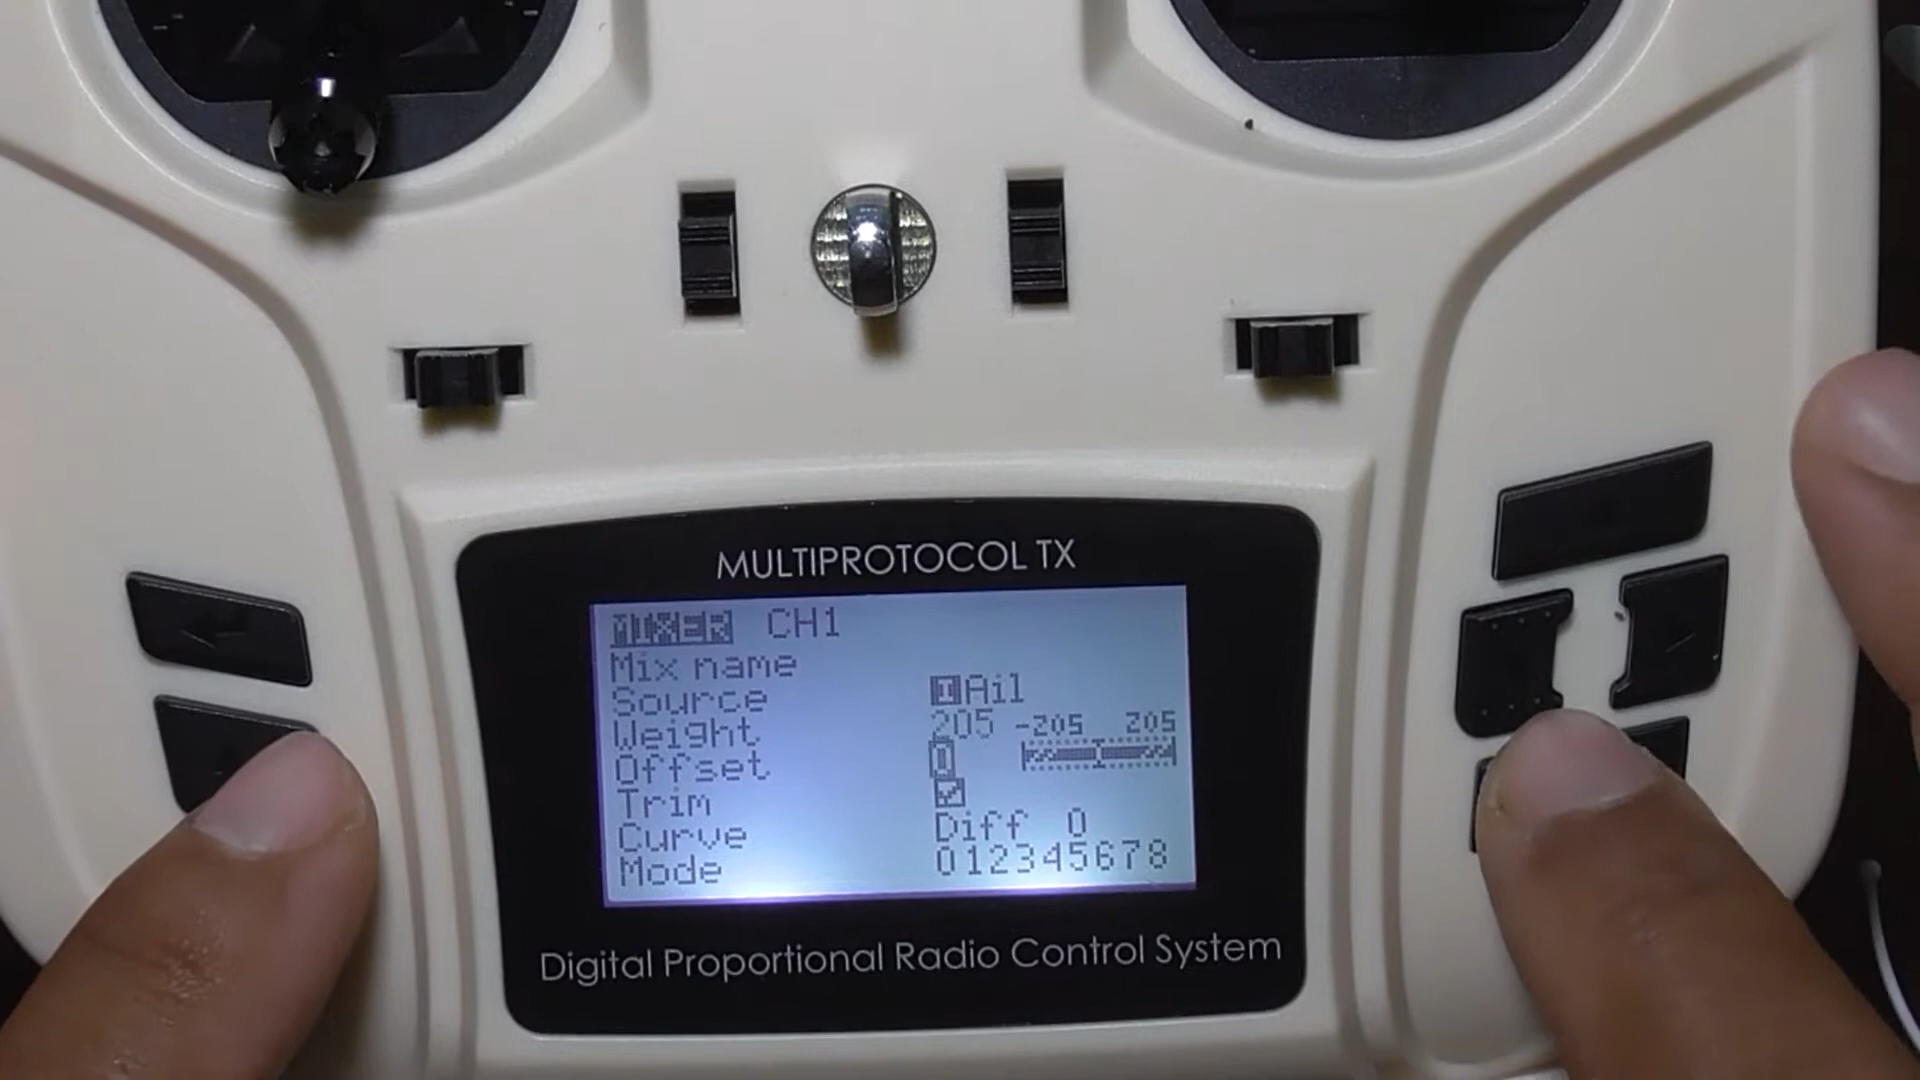 MULTIPROTOCOL TX
MIXER CH1
Mix name
Source IAil
Weight 205 -205 205
Offset 0
Trim
Curve Diff 0
Mode 012345678
Digital Proportional Radio Control System